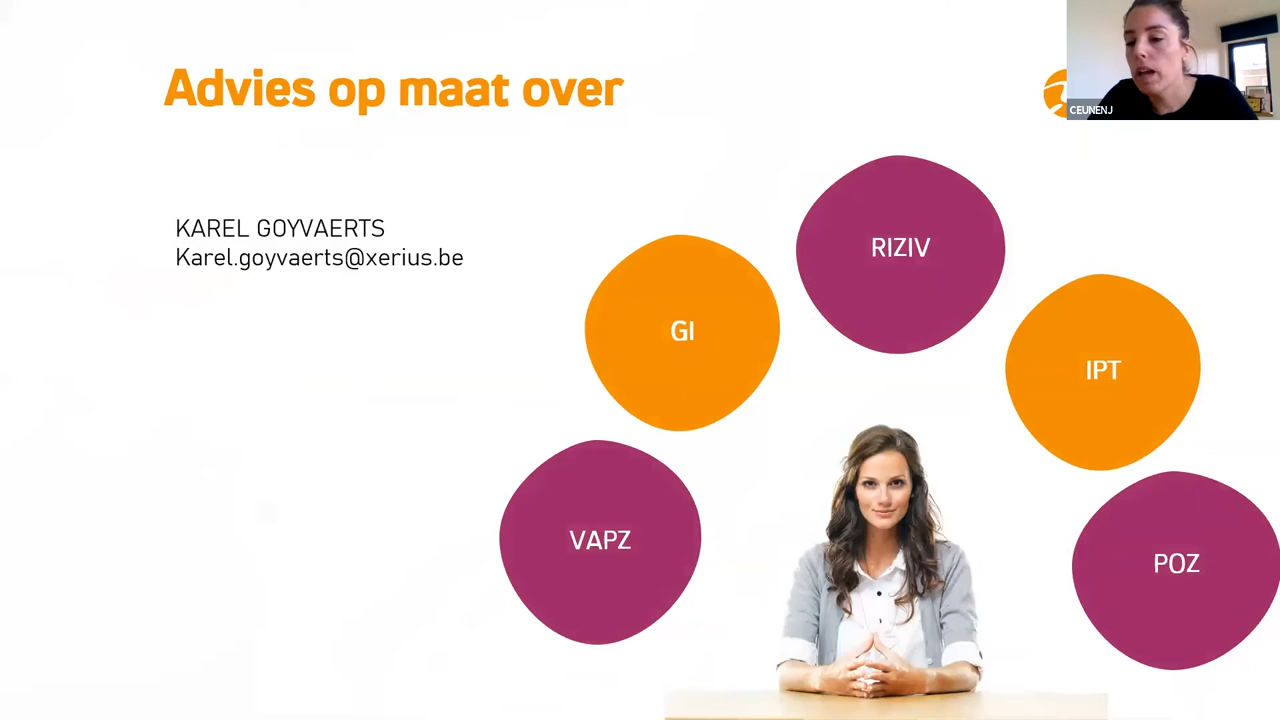 Advies op maat over
CEUNENJ
KAREL GOYVAERTS
Karel.goyvaerts@xerius.be
RIZIV
GI
IPT
VAPZ
POZ